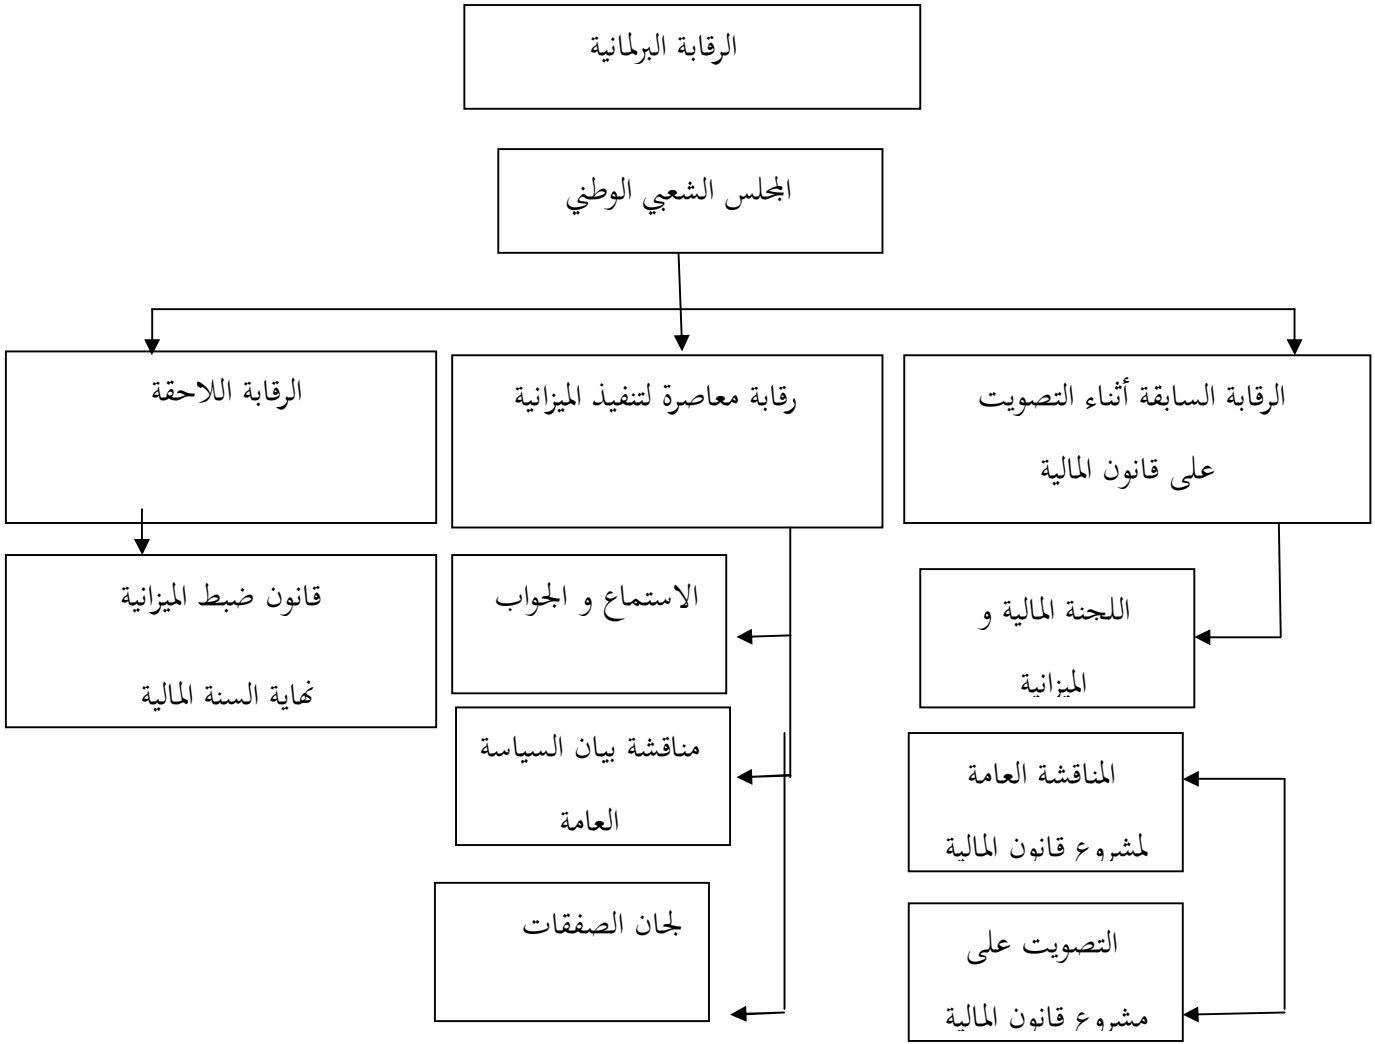 الرقابة البرلمانية
المجلس الشعبي الوطني
الرقابة السابقة أثناء التصويت
على قانون المالية
رقابة معاصرة لتنفيذ الميزانية
الرقابة اللاحقة
اللجنة المالية و
الميزانية
الاستماع و الجواب
قانون ضبط الميزانية
نهاية السنة المالية
المناقشة العامة
لمشروع قانون المالية
مناقشة بيان السياسة
العامة
التصويت على
مشروع قانون المالية
لجان الصفقات